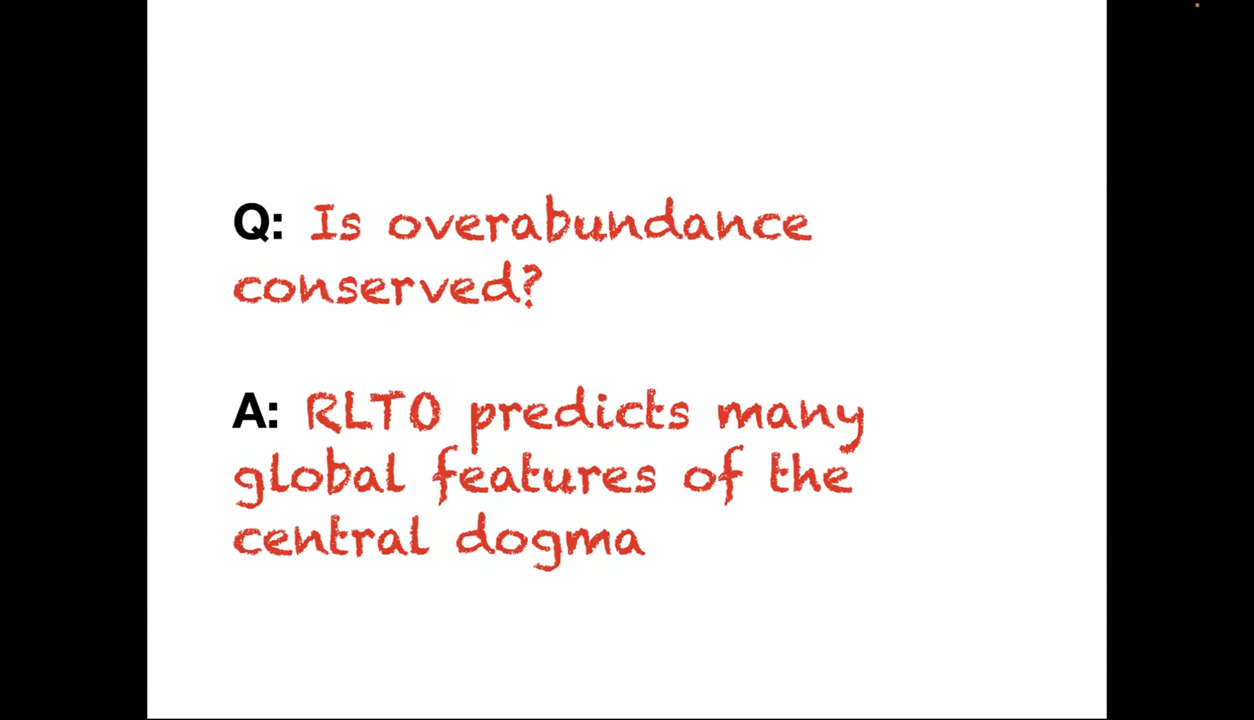 Q: Is overabundance
conserved?
A: RLTO predicts many
global features of the
central dogma